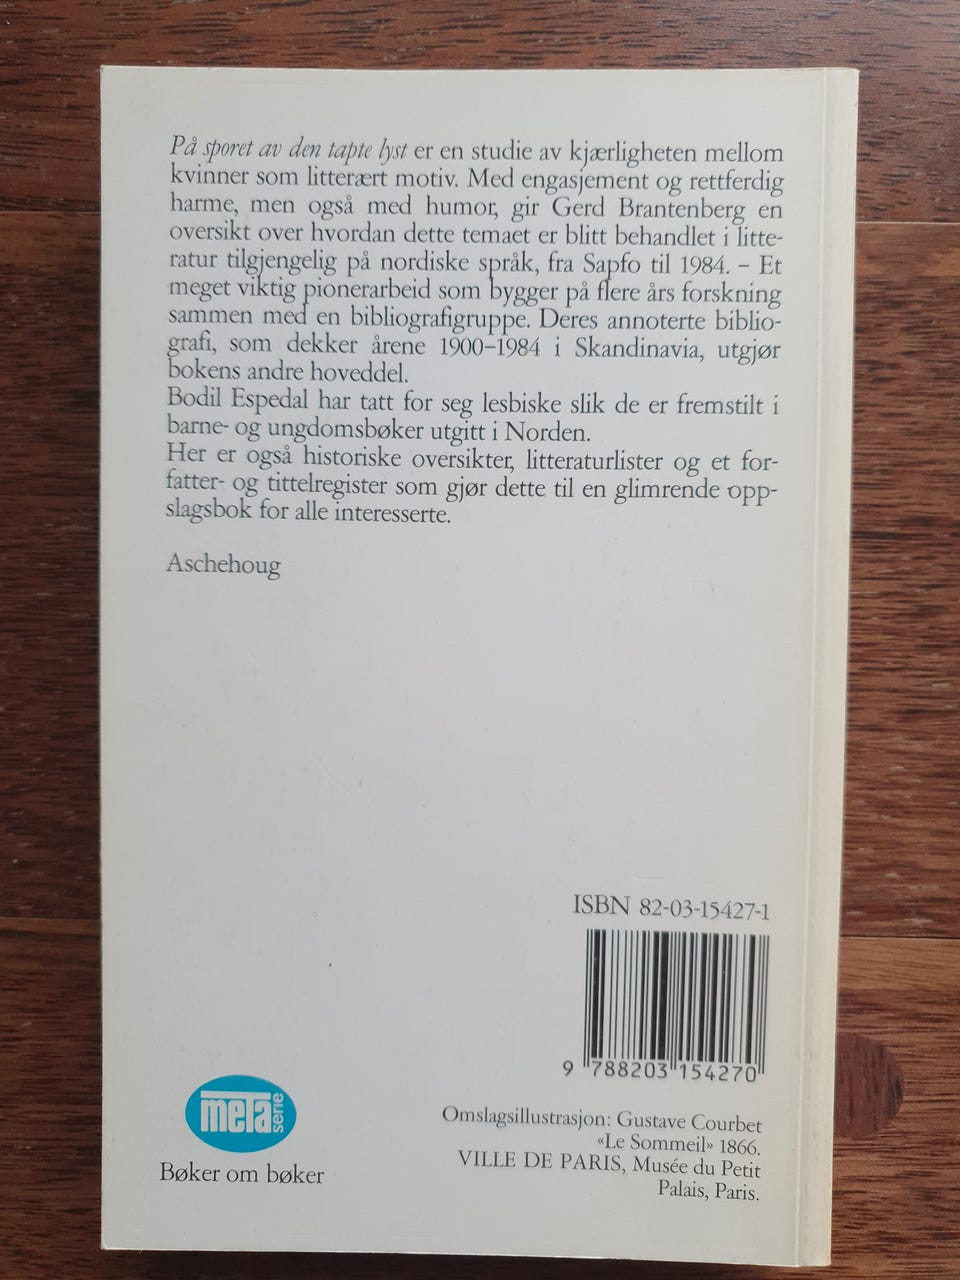 På sporet av den tapte lyst er en studie av kjærligheten mellom
kvinner som litterært motiv. Med engasjement og rettferdig
harme, men også med humor, gir Gerd Brantenberg en
oversikt over hvordan dette temaet er blitt behandlet i litte-
ratur tilgjengelig på nordiske språk, fra Sapfo til 1984. – Et
meget viktig pionerarbeid som bygger på flere års forskning
sammen med en bibliografigruppe. Deres annoterte biblio-
grafi, som dekker årene 1900–1984 i Skandinavia, utgjør
bokens andre hoveddel.
Bodil Espedal har tatt for seg lesbiske slik de er fremstilt i
barne- og ungdomsbøker utgitt i Norden.
Her er også historiske oversikter, litteraturlister og et for-
fatter- og tittelregister som gjør dette til en glimrende opp-
slagsbok for alle interesserte.
Aschehoug
ISBN 82-03-15427-1
9 788203 154270
meTa serie
Bøker om bøker
Omslagsillustrasjon: Gustave Courbet
«Le Sommeil» 1866.
VILLE DE PARIS, Musée du Petit
Palais, Paris.